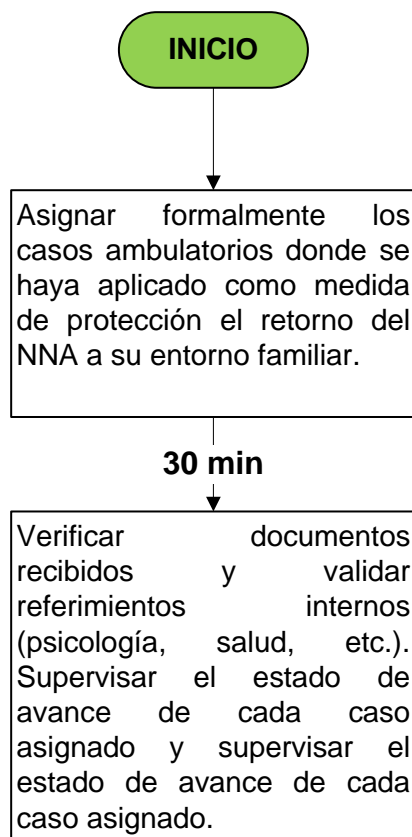 INICIO
Asignar formalmente los
casos ambulatorios donde se
haya aplicado como medida
de protección el retorno del
NNA a su entorno familiar.
30 min
Verificar documentos
recibidos y validar
referimientos internos
(psicología, salud, etc.).
Supervisar el estado de
avance de cada caso
asignado y supervisar el
estado de avance de cada
caso asignado.